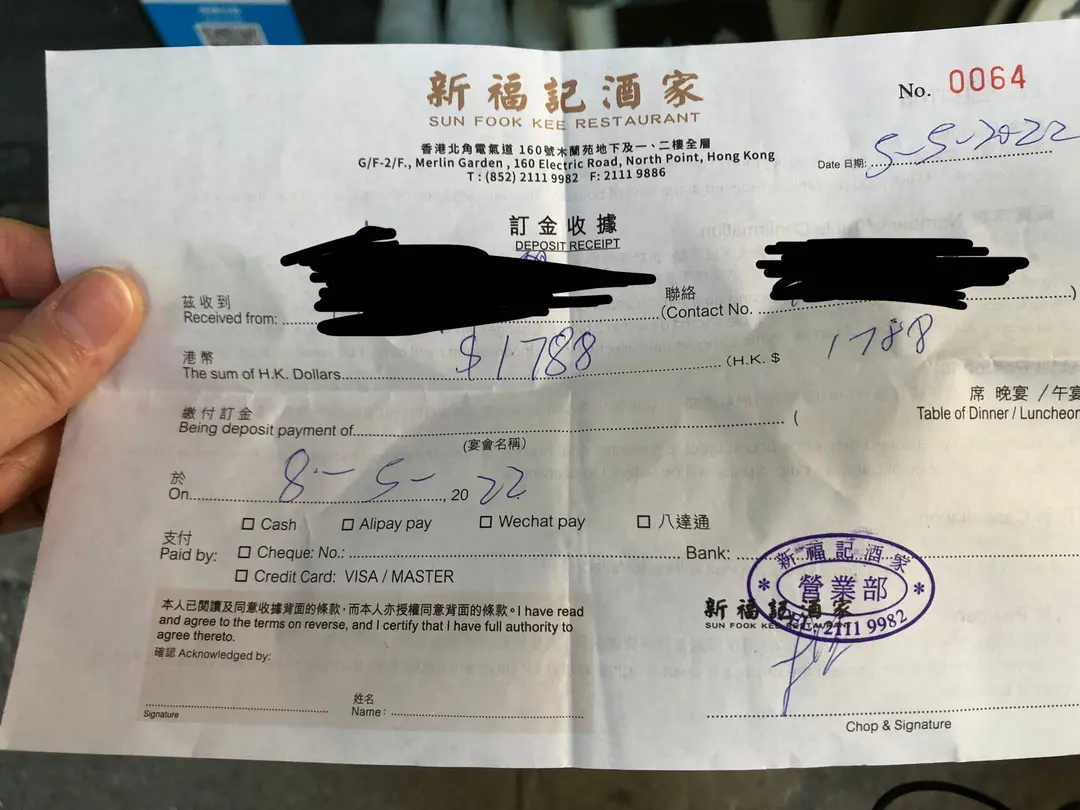 新福記酒家
SUN FOOK KEE RESTAURANT
No. 0064
香港北角電氣道160號木蘭苑地下及一、二樓全層
G/F-2/F., Merlin Garden , 160 Electric Road, North Point, Hong Kong
T : (852) 2111 9982 F: 2111 9886
Date 日期: 5-5-2022
訂金收據
DEPOSIT RECEIPT
茲收到
Received from:
聯絡
(Contact No. )
港幣
The sum of H.K. Dollars $1788 (H.K. $ 1788
繳付訂金
Being deposit payment of (
席 晚宴 / 午宴
Table of Dinner / Luncheon
(宴會名稱)
於
On 8-5-, 20 22
□ Cash □ Alipay pay □ Wechat pay □ 八達通
支付
Paid by: □ Cheque: No.: Bank:
□ Credit Card: VISA / MASTER
本人已閱讀及同意收據背面的條款，而本人亦授權同意背面的條款。I have read
and agree to the terms on reverse, and I certify that I have full authority to
agree thereto.
確認 Acknowledged by:
Signature
姓名
Name :
新福記酒家
營業部
TEL: 2111 9982
新福記酒家
SUN FOOK KEE RESTAURANT
Chop & Signature